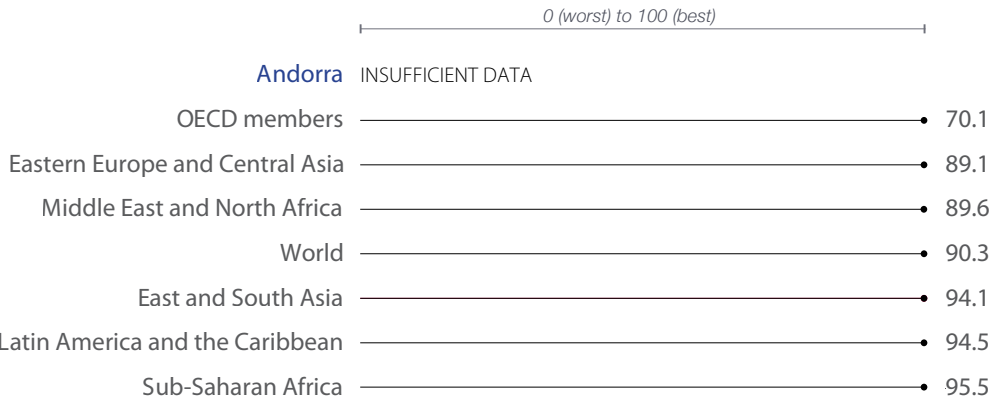 0 (worst) to 100 (best)
Andorra INSUFFICIENT DATA
OECD members 70.1
Eastern Europe and Central Asia 89.1
Middle East and North Africa 89.6
World 90.3
East and South Asia 94.1
Latin America and the Caribbean 94.5
Sub-Saharan Africa 95.5